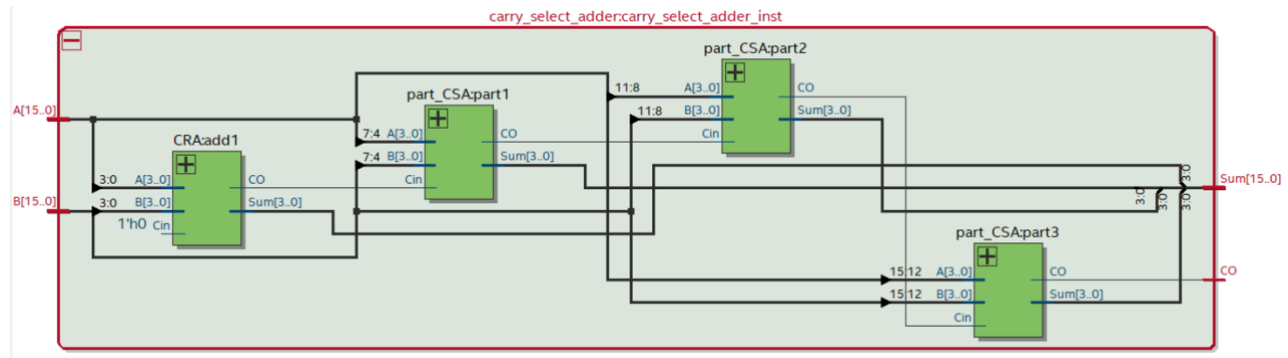 carry_select_adder:carry_select_adder_inst
part_CSA:part2
11:8 A[3..0] CO
11:8 B[3..0] Sum[3..0]
Cin
part_CSA:part1
A[15..0]
7:4 A[3..0] CO
7:4 B[3..0] Sum[3..0]
Cin
CRA:add1
3:0 A[3..0] CO
3:0 B[3..0] Sum[3..0]
1'h0 Cin
B[15..0]
3:0
3:0
3:0
3:0
Sum[15..0]
part_CSA:part3
15:12 A[3..0] CO
15:12 B[3..0] Sum[3..0]
Cin
CO